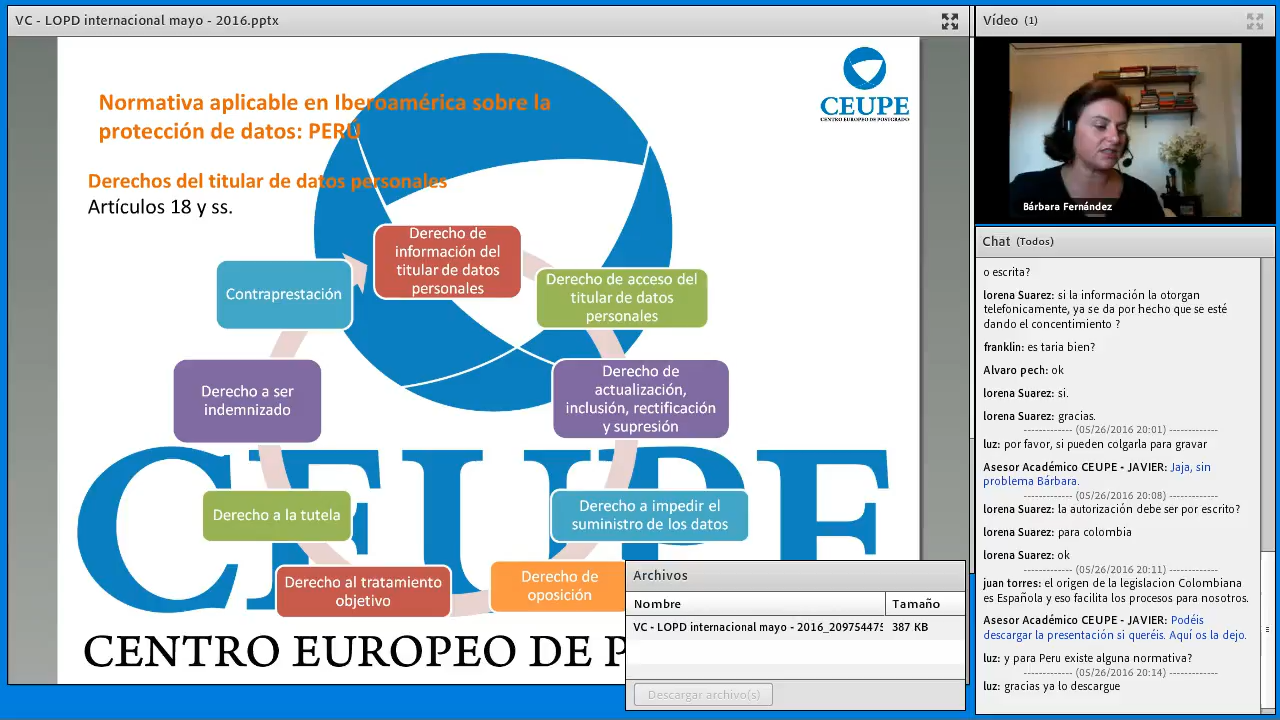 VC - LOPD internacional mayo - 2016.pptx
Normativa aplicable en Iberoamérica sobre la
protección de datos: PERÚ
Derechos del titular de datos personales
Artículos 18 y ss.
CEUPE
CENTRO EUROPEO DE POSTGRADO
Derecho de
información del
titular de datos
personales
Derecho de acceso del
titular de datos
personales
Derecho de
actualización,
inclusión, rectificación
y supresión
Derecho a impedir el
suministro de los datos
Derecho de
oposición
Derecho al tratamiento
objetivo
Derecho a la tutela
Derecho a ser
indemnizado
Contraprestación
CEUPE
CENTRO EUROPEO DE P
Archivos
Nombre Tamaño
VC - LOPD internacional mayo - 2016_209754475 387 KB
Descargar archivo(s)
Vídeo (1)
Bárbara Fernández
Chat (Todos)
o escrita?
lorena Suarez: si la información la otorgan
telefonicamente, ya se da por hecho que se esté
dando el concentimiento ?
franklin: es taria bien?
Alvaro pech: ok
lorena Suarez: si.
lorena Suarez: gracias.
------------ (05/26/2016 20:01) ------------
luz: por favor, si pueden colgarla para gravar
Asesor Académico CEUPE - JAVIER: Jaja, sin
problema Bárbara.
------------ (05/26/2016 20:08) ------------
lorena Suarez: la autorización debe ser por escrito?
lorena Suarez: para colombia
lorena Suarez: ok
------------ (05/26/2016 20:11) ------------
juan torres: el origen de la legislacion Colombiana
es Española y eso facilita los procesos para nosotros.
Asesor Académico CEUPE - JAVIER: Podéis
descargar la presentación si queréis. Aquí os la dejo.
luz: y para Peru existe alguna normativa?
------------ (05/26/2016 20:14) ------------
luz: gracias ya lo descargue